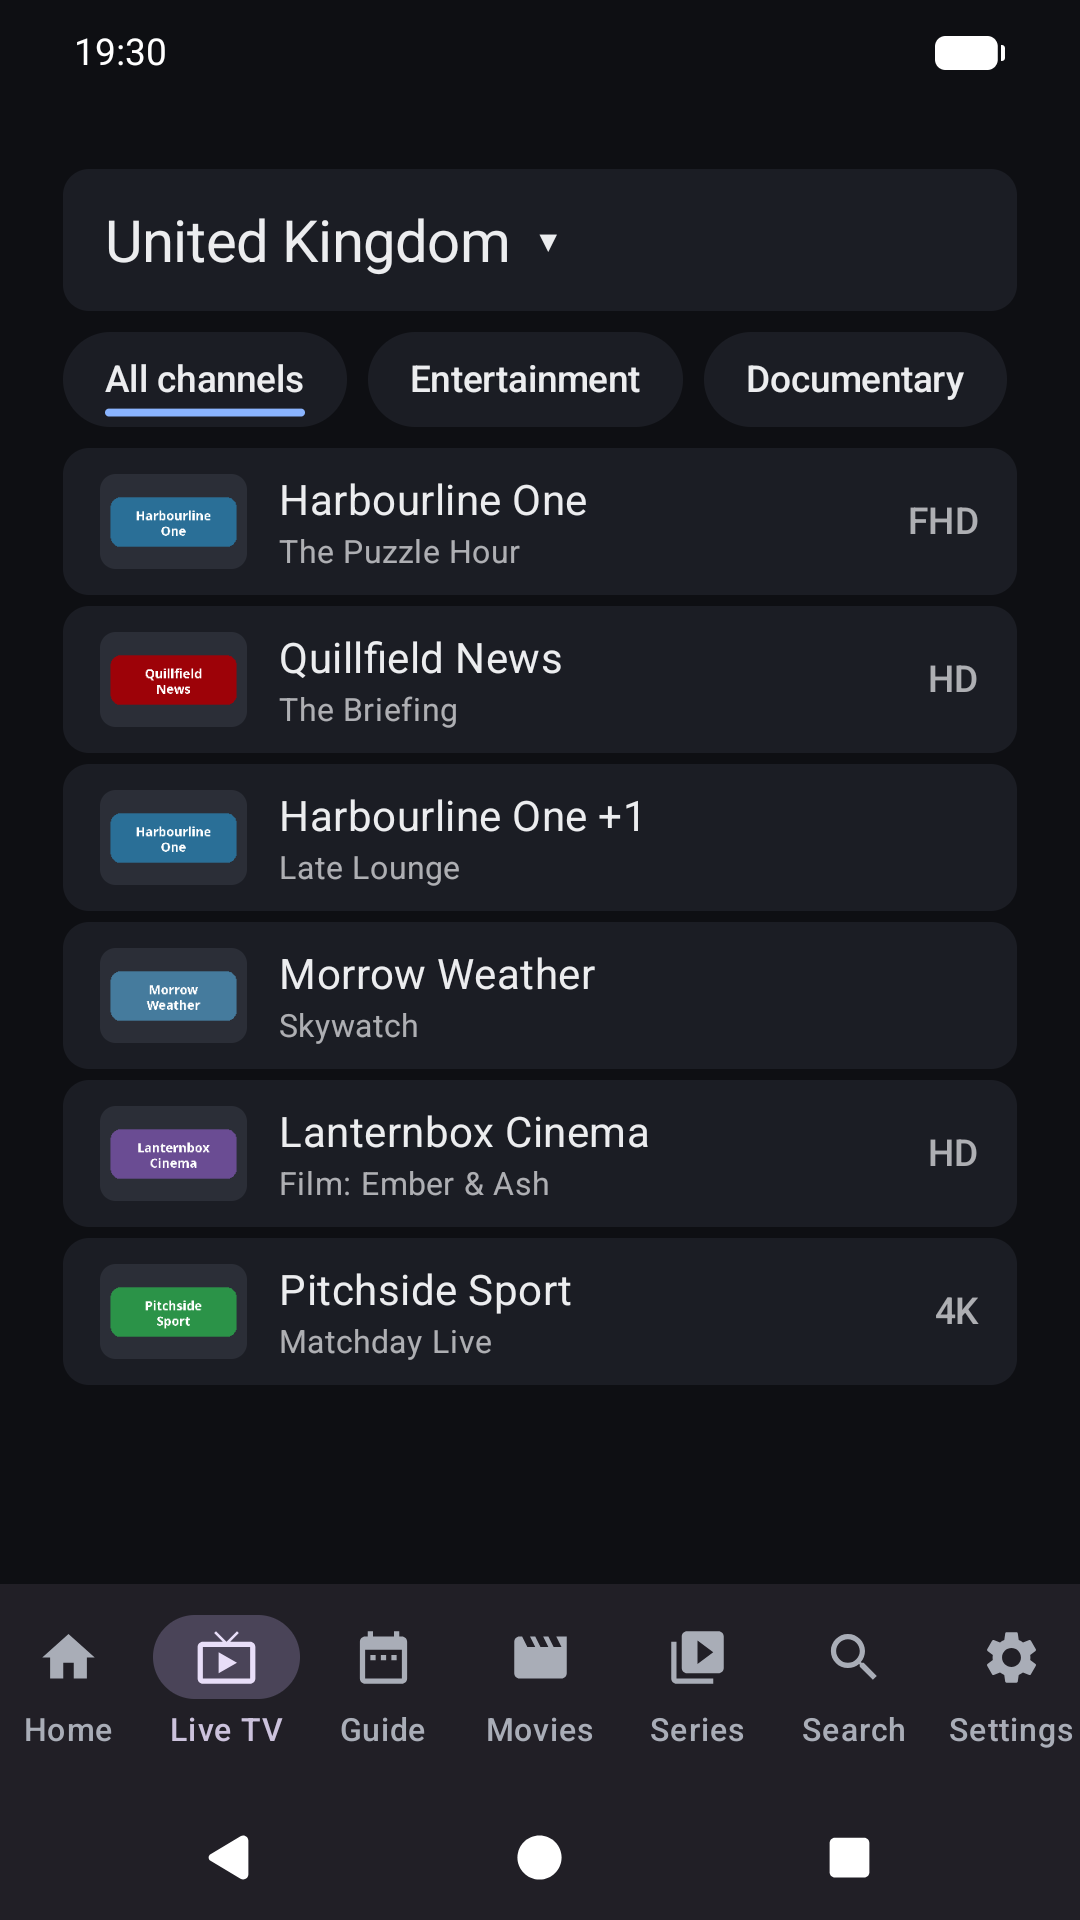 19:30
United Kingdom ▼
All channels
Entertainment
Documentary
Harbourline
One
Harbourline One
The Puzzle Hour
FHD
Quillfield
News
Quillfield News
The Briefing
HD
Harbourline
One
Harbourline One +1
Late Lounge
Morrow
Weather
Morrow Weather
Skywatch
Lanternbox
Cinema
Lanternbox Cinema
Film: Ember & Ash
HD
Pitchside
Sport
Pitchside Sport
Matchday Live
4K
Home
Live TV
Guide
Movies
Series
Search
Settings